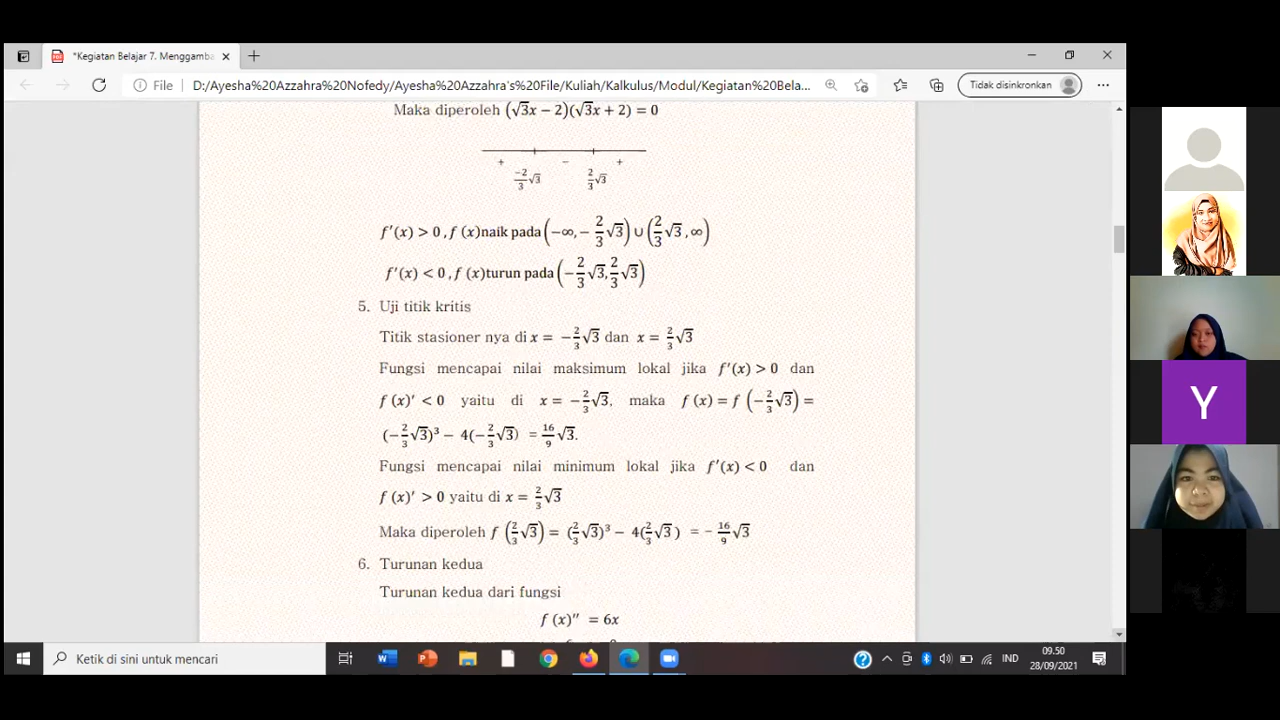 *Kegiatan Belajar 7. Menggamba
File
D:/Ayesha%20Azzahra%20Nofedy/Ayesha%20Azzahra's%20File/Kuliah/Kalkulus/Modul/Kegiatan%20Bela...
Tidak disinkronkan
Maka diperoleh (√3x − 2)(√3x + 2) = 0
+ − +
-2/3 √3 2/3 √3
f′(x) > 0 , f (x)naik pada (−∞, − 2/3 √3) ∪ (2/3 √3 , ∞)
f′(x) < 0 , f (x)turun pada (− 2/3 √3, 2/3 √3)
5. Uji titik kritis
Titik stasioner nya di x = − 2/3 √3 dan x = 2/3 √3
Fungsi mencapai nilai maksimum lokal jika f′(x) > 0 dan
f (x)′ < 0 yaitu di x = − 2/3 √3, maka f (x) = f (− 2/3 √3) =
(− 2/3 √3)³ − 4(− 2/3 √3) = 16/9 √3.
Fungsi mencapai nilai minimum lokal jika f′(x) < 0 dan
f (x)′ > 0 yaitu di x = 2/3 √3
Maka diperoleh f (2/3 √3) = (2/3 √3)³ − 4(2/3 √3) = − 16/9 √3
6. Turunan kedua
Turunan kedua dari fungsi
f (x)″ = 6x
Y
Ketik di sini untuk mencari
IND
09.50
28/09/2021